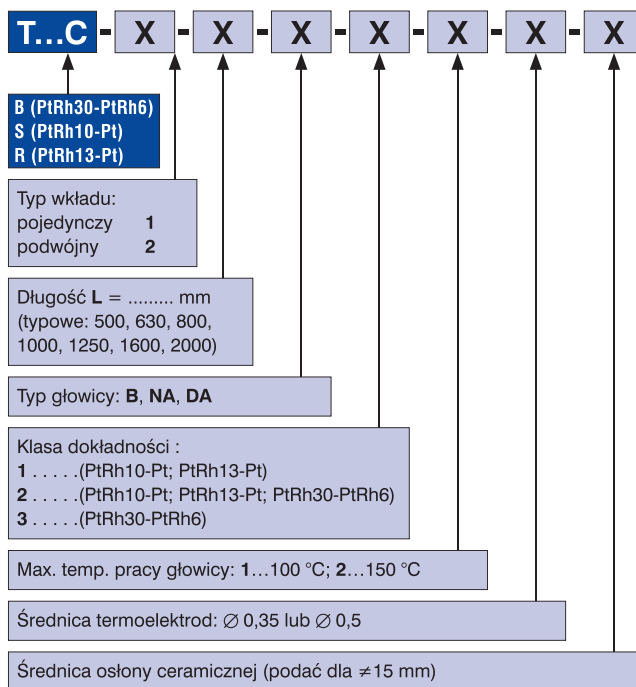 T...C - X - X - X - X - X - X - X
B (PtRh30-PtRh6)
S (PtRh10-Pt)
R (PtRh13-Pt)
Typ wkładu:
pojedynczy 1
podwójny 2
Długość L = ......... mm
(typowe: 500, 630, 800,
1000, 1250, 1600, 2000)
Typ głowicy: B, NA, DA
Klasa dokładności :
1 . . . . .(PtRh10-Pt; PtRh13-Pt)
2 . . . . .(PtRh10-Pt; PtRh13-Pt; PtRh30-PtRh6)
3 . . . . .(PtRh30-PtRh6)
Max. temp. pracy głowicy: 1...100 °C; 2...150 °C
Średnica termoelektrod: ∅ 0,35 lub ∅ 0,5
Średnica osłony ceramicznej (podać dla ≠15 mm)